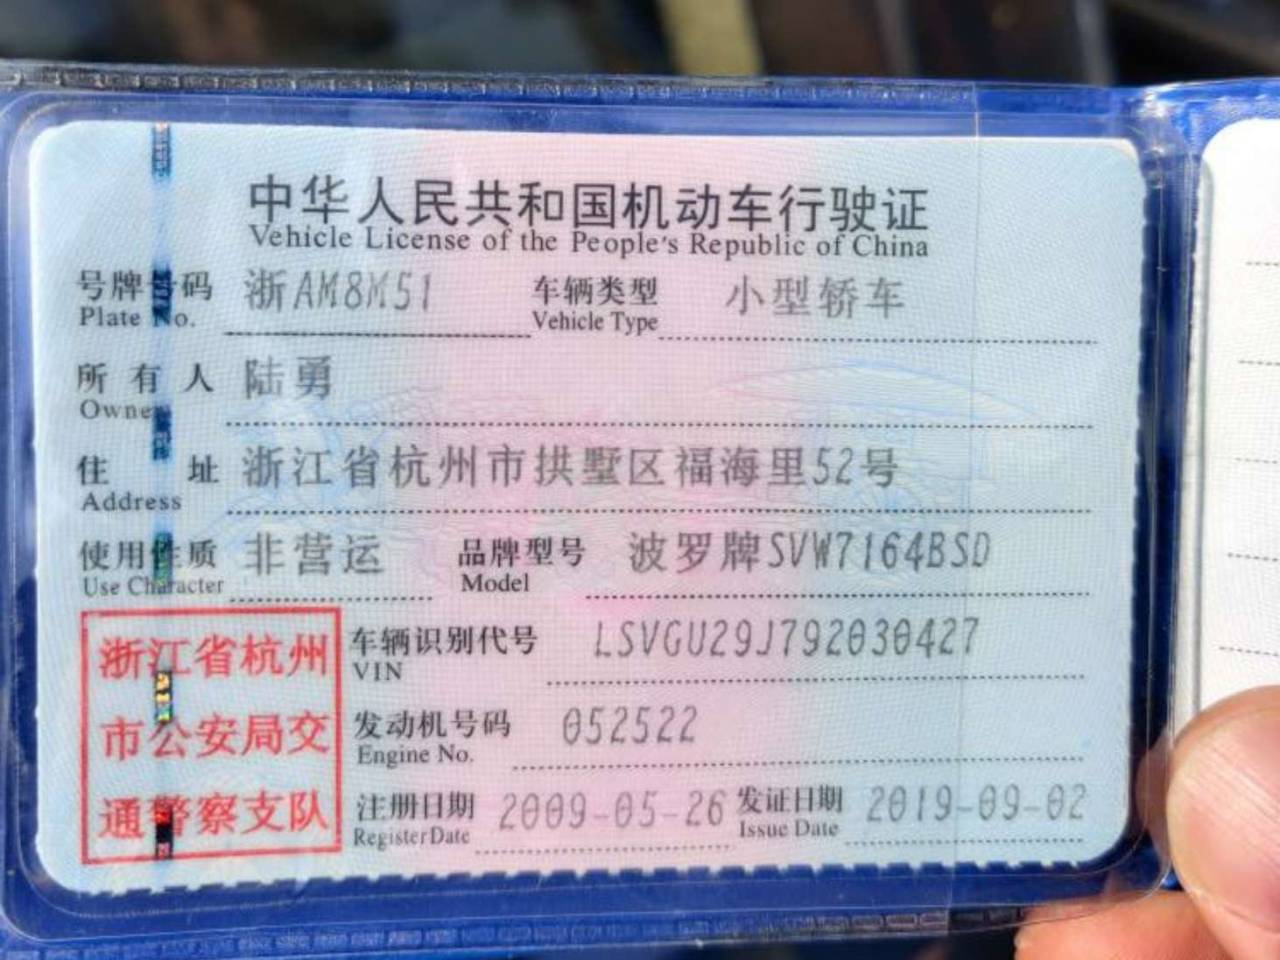 中华人民共和国机动车行驶证
Vehicle License of the People's Republic of China
号牌号码 浙AM8M51 车辆类型 小型轿车
Plate No. Vehicle Type
所有人 陆勇
Owner
住址 浙江省杭州市拱墅区福海里52号
Address
使用性质 非营运 品牌型号 波罗牌SVW7164BSD
Use Character Model
浙江省杭州
市公安局交
通警察支队
车辆识别代号 LSVGU29J792030427
VIN
发动机号码 052522
Engine No.
注册日期 2009-05-26 发证日期 2019-09-02
Register Date Issue Date